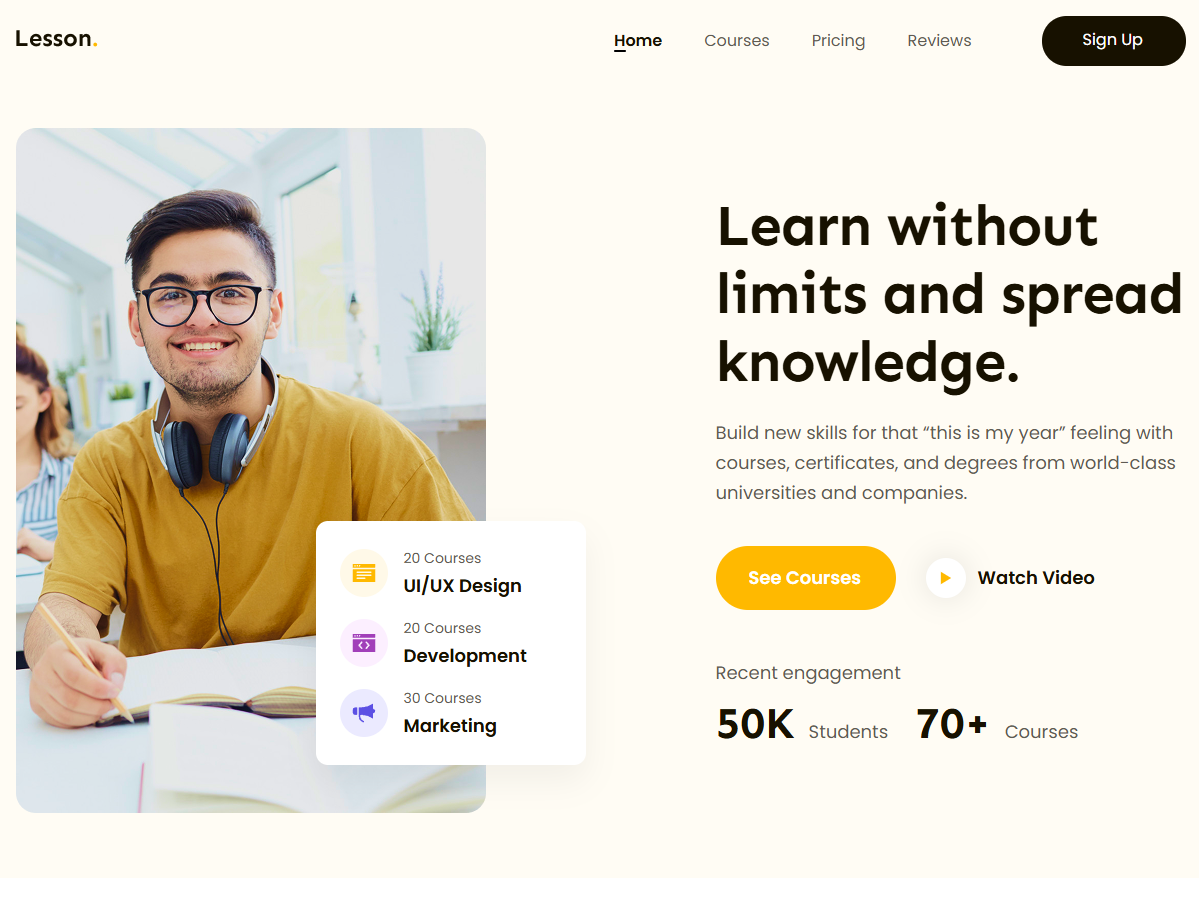 Lesson.
Home Courses Pricing Reviews Sign Up
Learn without
limits and spread
knowledge.
Build new skills for that “this is my year” feeling with
courses, certificates, and degrees from world-class
universities and companies.
See Courses Watch Video
Recent engagement
50K Students 70+ Courses
20 Courses
UI/UX Design
20 Courses
Development
30 Courses
Marketing